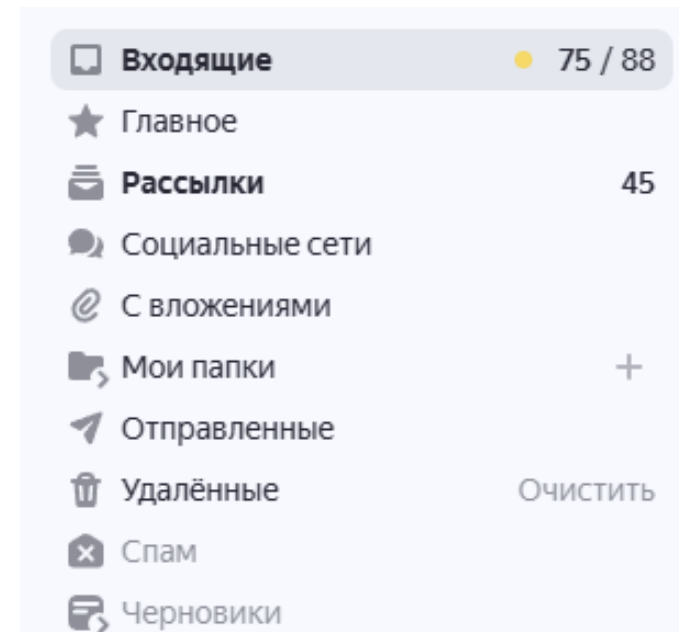 Входящие 75 / 88
Главное
Рассылки 45
Социальные сети
С вложениями
Мои папки +
Отправленные
Удалённые Очистить
Спам
Черновики